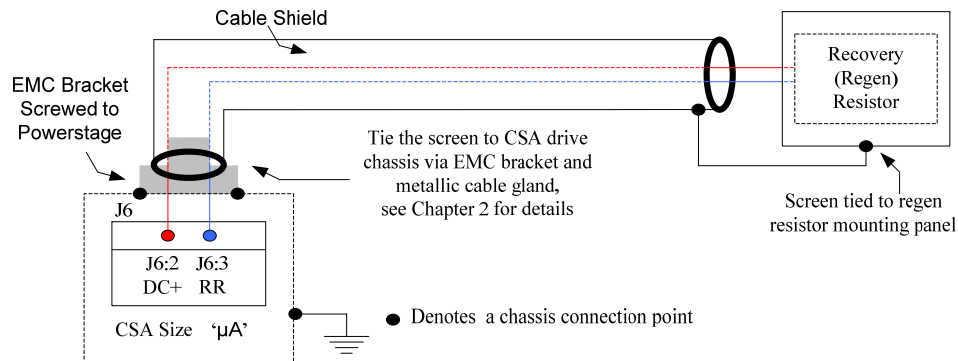 Cable Shield
EMC Bracket
Screwed to
Powerstage
Recovery
(Regen)
Resistor
Tie the screen to CSA drive
chassis via EMC bracket and
metallic cable gland,
see Chapter 2 for details
Screen tied to regen
resistor mounting panel
J6
J6:2 J6:3
DC+ RR
CSA Size ‘µA’
Denotes a chassis connection point